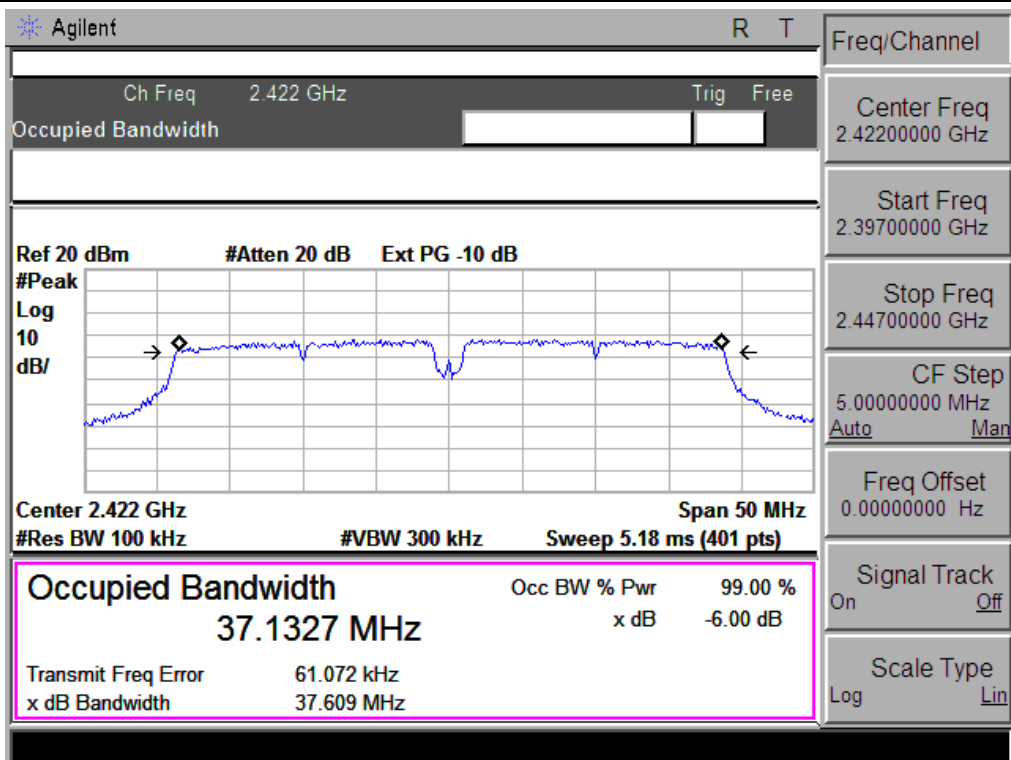 Agilent R T
Ch Freq 2.422 GHz Trig Free
Occupied Bandwidth
Ref 20 dBm #Atten 20 dB Ext PG -10 dB
#Peak
Log
10
dB/
Center 2.422 GHz Span 50 MHz
#Res BW 100 kHz #VBW 300 kHz Sweep 5.18 ms (401 pts)
Occupied Bandwidth
37.1327 MHz
Occ BW % Pwr 99.00 %
x dB -6.00 dB
Transmit Freq Error 61.072 kHz
x dB Bandwidth 37.609 MHz
Freq/Channel
Center Freq
2.42200000 GHz
Start Freq
2.39700000 GHz
Stop Freq
2.44700000 GHz
CF Step
5.00000000 MHz
Auto Man
Freq Offset
0.00000000 Hz
Signal Track
On Off
Scale Type
Log Lin